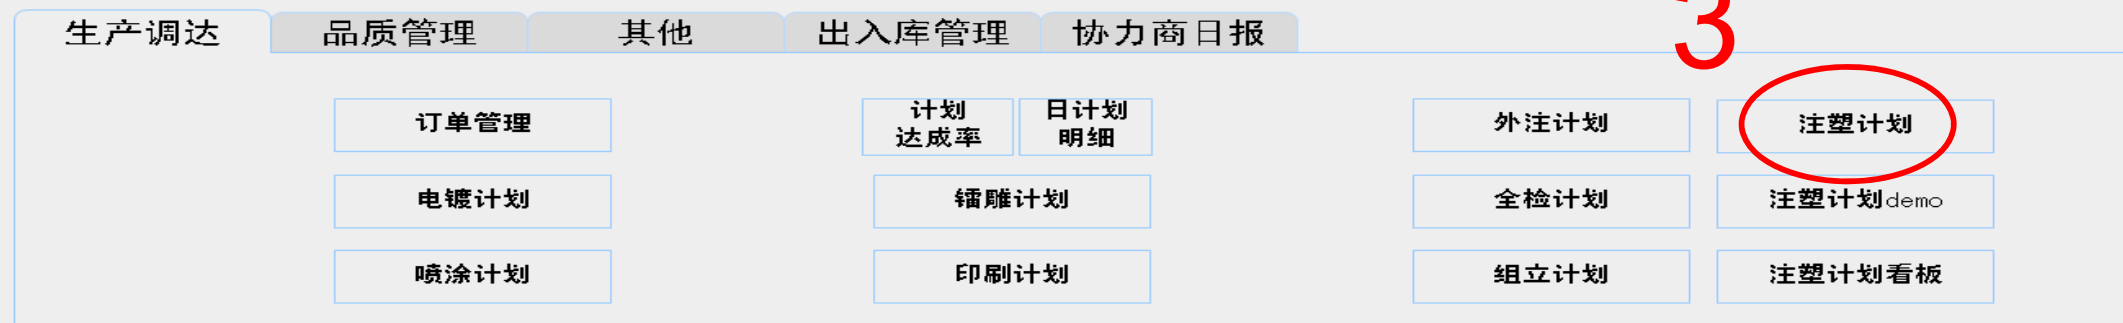 3
生产调达 品质管理 其他 出入库管理 协力商日报
订单管理 计划 日计划 外注计划 注塑计划
达成率 明细
电镀计划 镭雕计划 全检计划 注塑计划demo
喷涂计划 印刷计划 组立计划 注塑计划看板